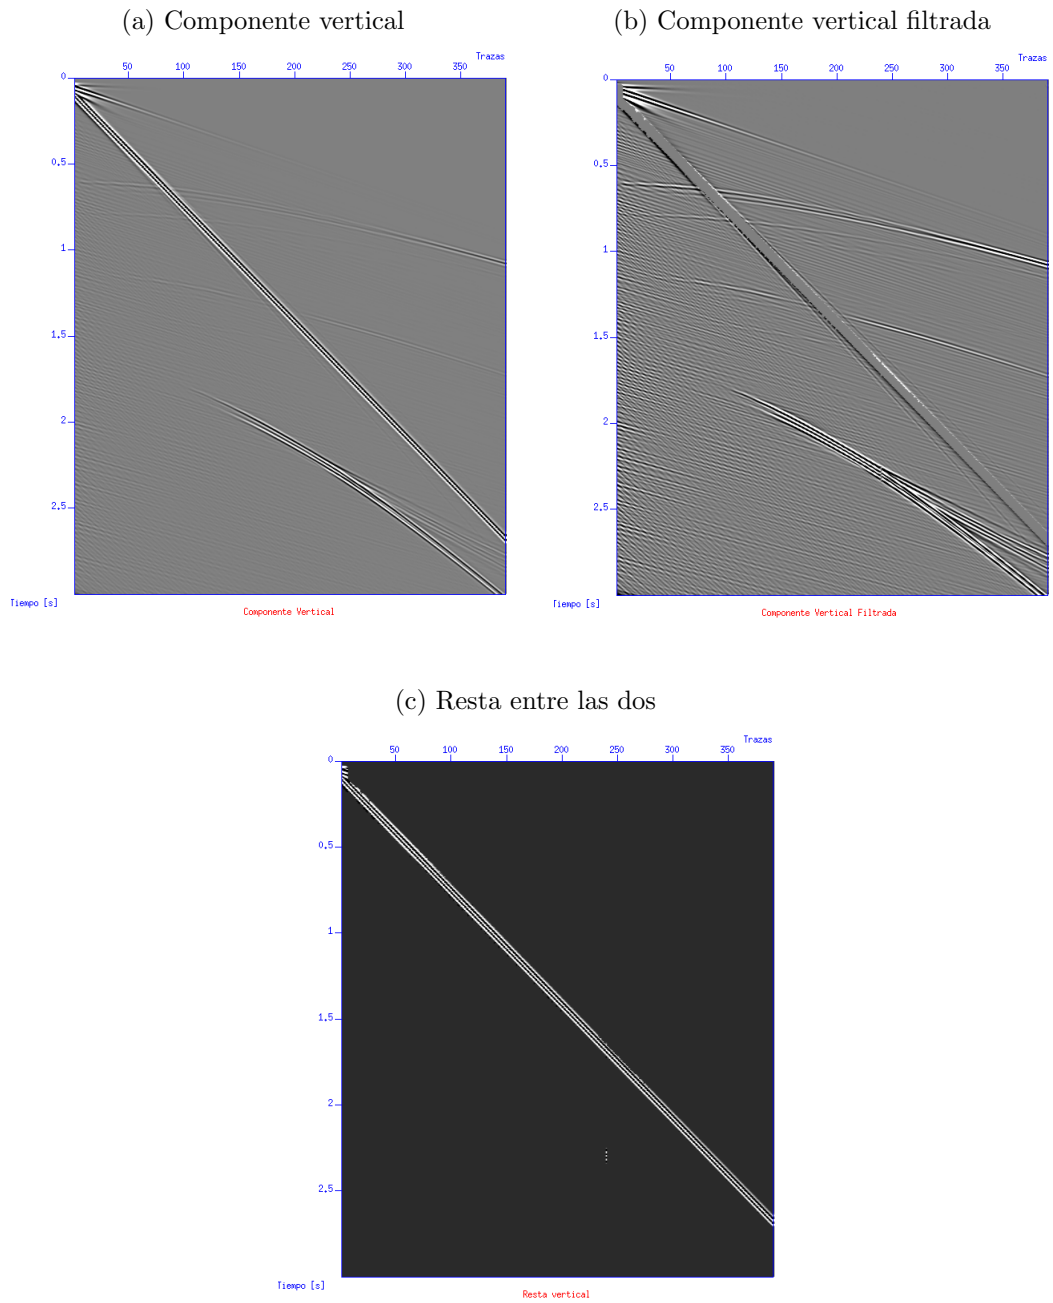 (a) Componente vertical
(b) Componente vertical filtrada
Trazas
50 100 150 200 250 300 350
0
0.5
1
1.5
2
2.5
Tiempo [s]
Componente Vertical
Trazas
50 100 150 200 250 300 350
0
0.5
1
1.5
2
2.5
Tiempo [s]
Componente Vertical Filtrada
(c) Resta entre las dos
Trazas
50 100 150 200 250 300 350
0
0.5
1
1.5
2
2.5
Tiempo [s]
Resta vertical